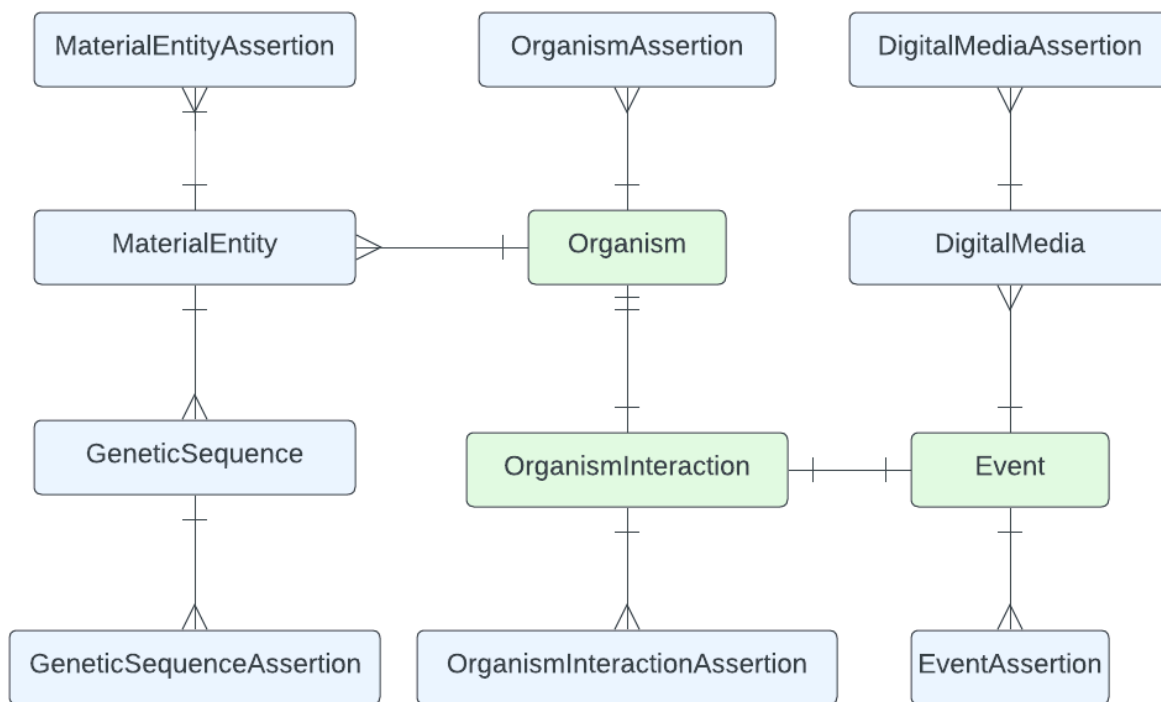 MaterialEntityAssertion
OrganismAssertion
DigitalMediaAssertion
MaterialEntity
Organism
DigitalMedia
GeneticSequence
OrganismInteraction
Event
GeneticSequenceAssertion
OrganismInteractionAssertion
EventAssertion